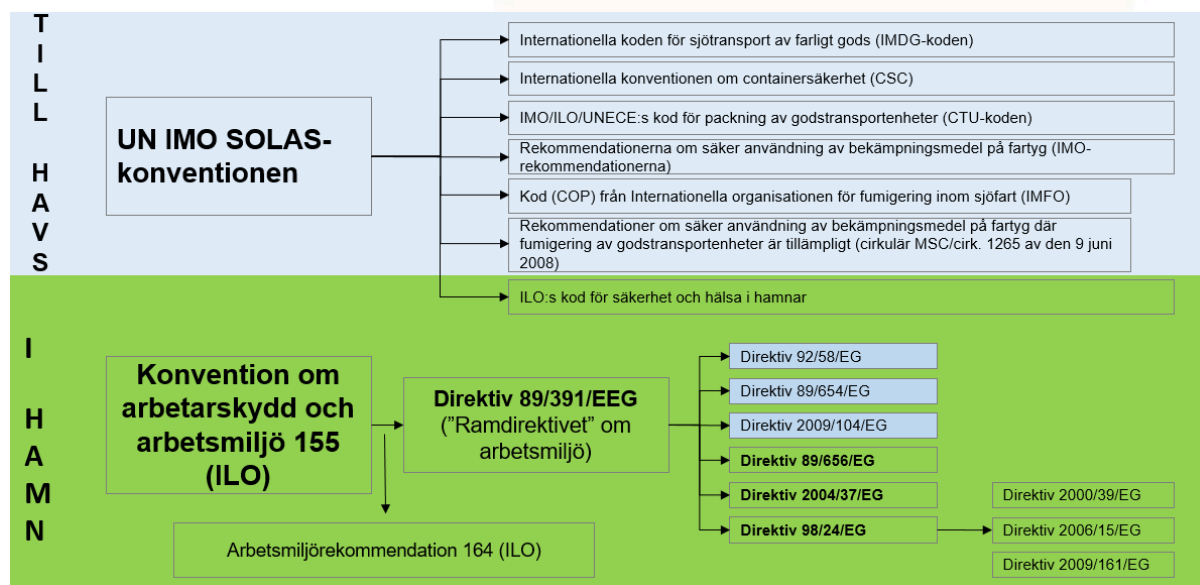 TILL HAVS
Internationella koden för sjötransport av farligt gods (IMDG-koden)
Internationella konventionen om containersäkerhet (CSC)
UN IMO SOLAS-
konventionen
IMO/ILO/UNECE:s kod för packning av godstransportenheter (CTU-koden)
Rekommendationerna om säker användning av bekämpningsmedel på fartyg (IMO-
rekommendationerna)
Kod (COP) från Internationella organisationen för fumigering inom sjöfart (IMFO)
Rekommendationer om säker användning av bekämpningsmedel på fartyg där
fumigering av godstransportenheter är tillämpligt (cirkulär MSC/cirk. 1265 av den 9 juni
2008)
ILO:s kod för säkerhet och hälsa i hamnar
I HAMN
Konvention om
arbetarskydd och
arbetsmiljö 155
(ILO)
Direktiv 89/391/EEG
("Ramdirektivet" om
arbetsmiljö)
Direktiv 92/58/EG
Direktiv 89/654/EG
Direktiv 2009/104/EG
Direktiv 89/656/EG
Direktiv 2004/37/EG
Direktiv 98/24/EG
Direktiv 2000/39/EG
Direktiv 2006/15/EG
Direktiv 2009/161/EG
Arbetsmiljörekommendation 164 (ILO)